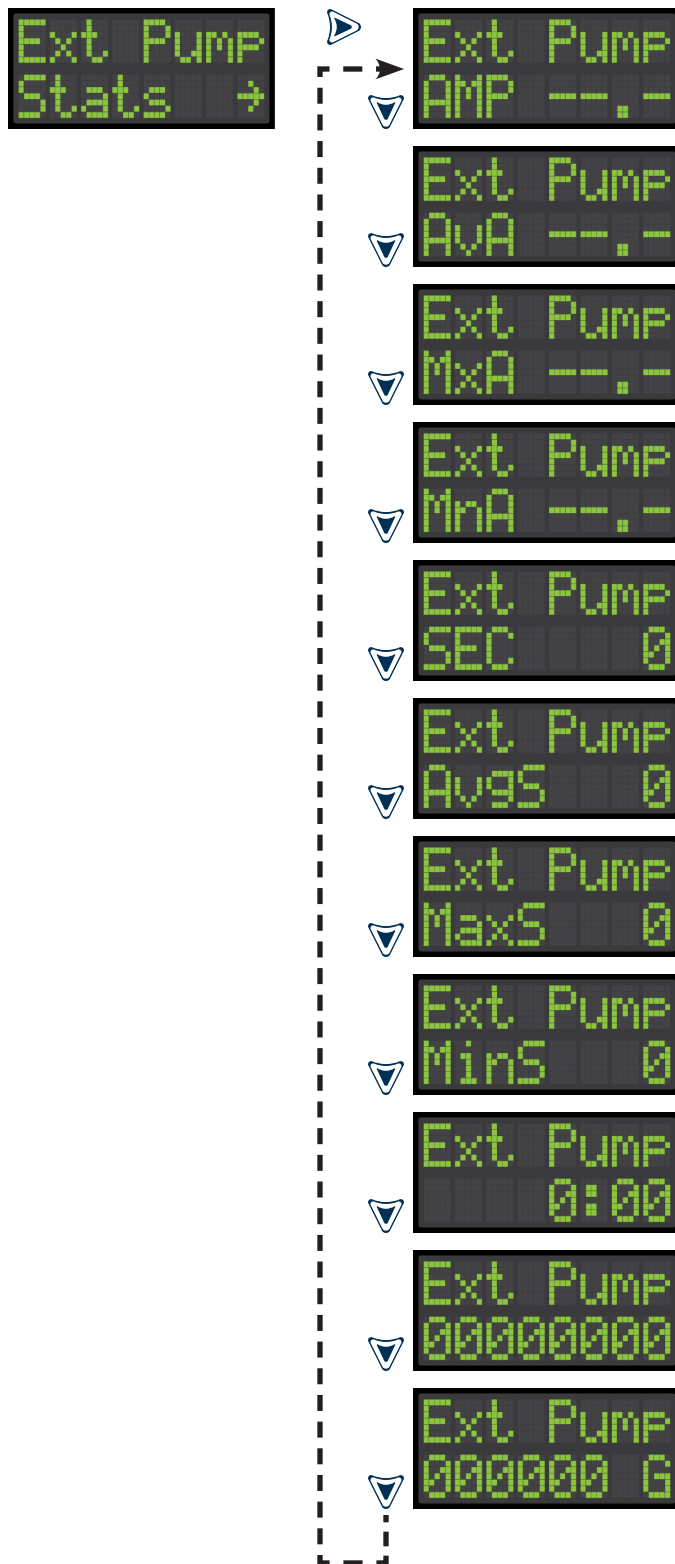 Ext Pump
Stats →
Ext Pump
AMP --.-
Ext Pump
AvA --.-
Ext Pump
MxA --.-
Ext Pump
MnA --.-
Ext Pump
SEC 0
Ext Pump
AvgS 0
Ext Pump
MaxS 0
Ext Pump
MinS 0
Ext Pump
0:00
Ext Pump
00000000
Ext Pump
000000 G